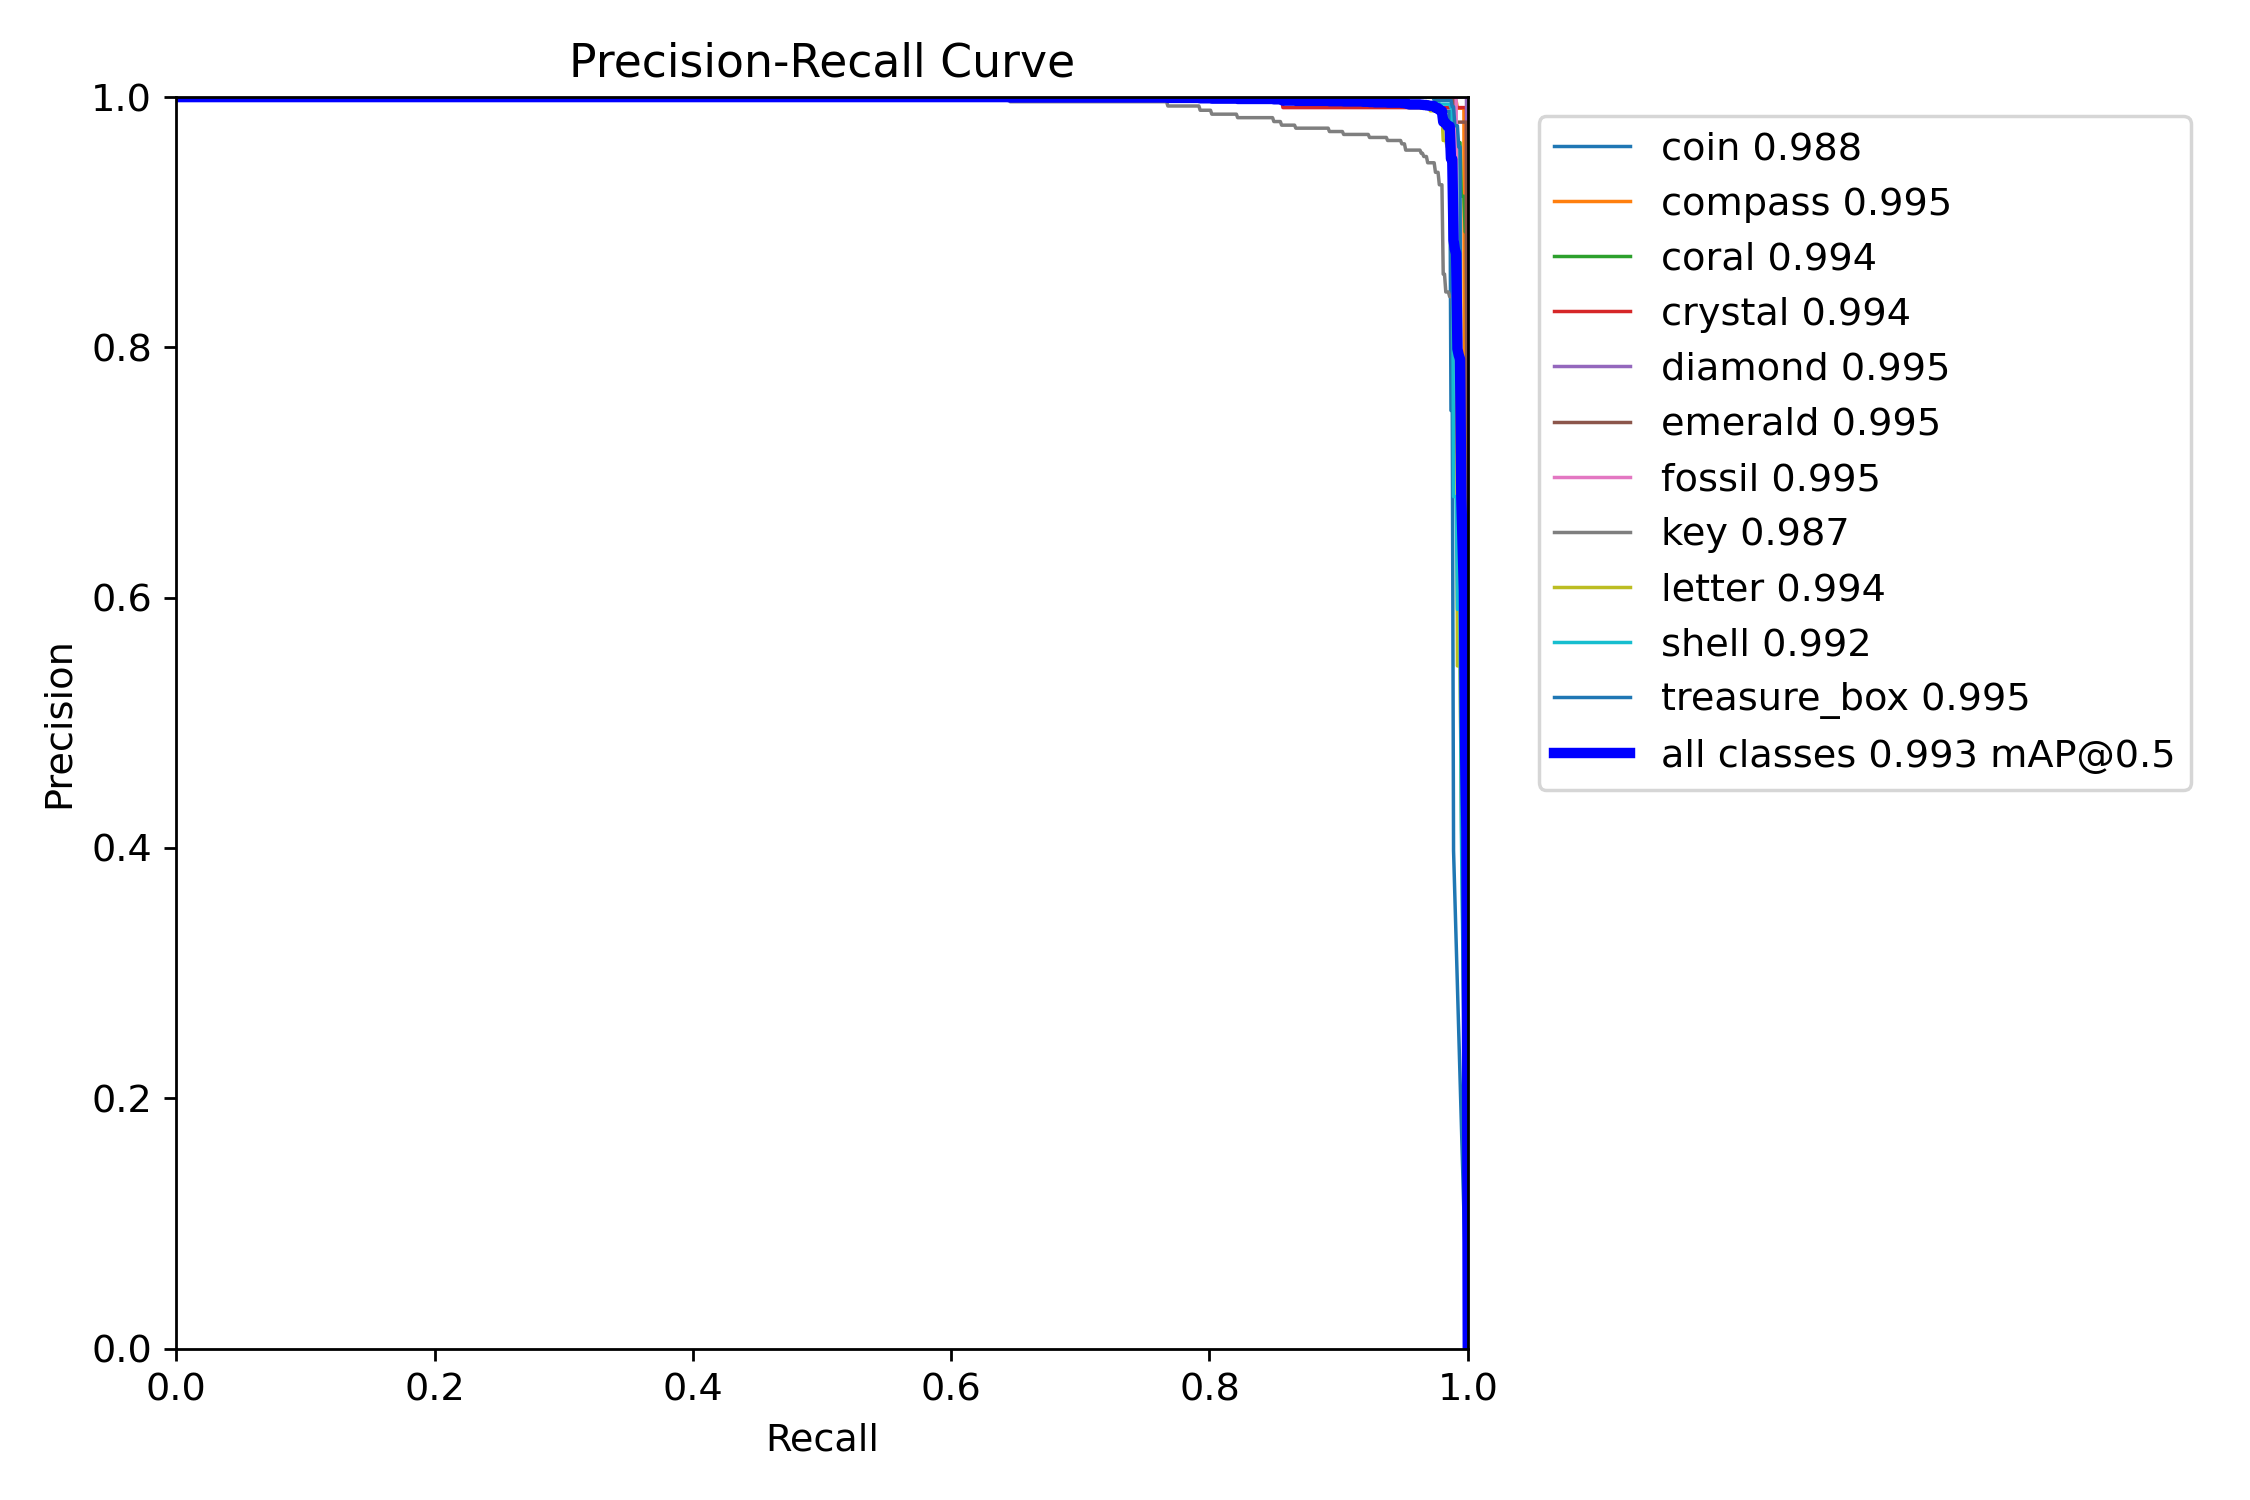 Precision-Recall Curve
1.0
0.8
0.6
0.4
0.2
0.0
Precision
0.0 0.2 0.4 0.6 0.8 1.0
Recall
coin 0.988
compass 0.995
coral 0.994
crystal 0.994
diamond 0.995
emerald 0.995
fossil 0.995
key 0.987
letter 0.994
shell 0.992
treasure_box 0.995
all classes 0.993 mAP@0.5